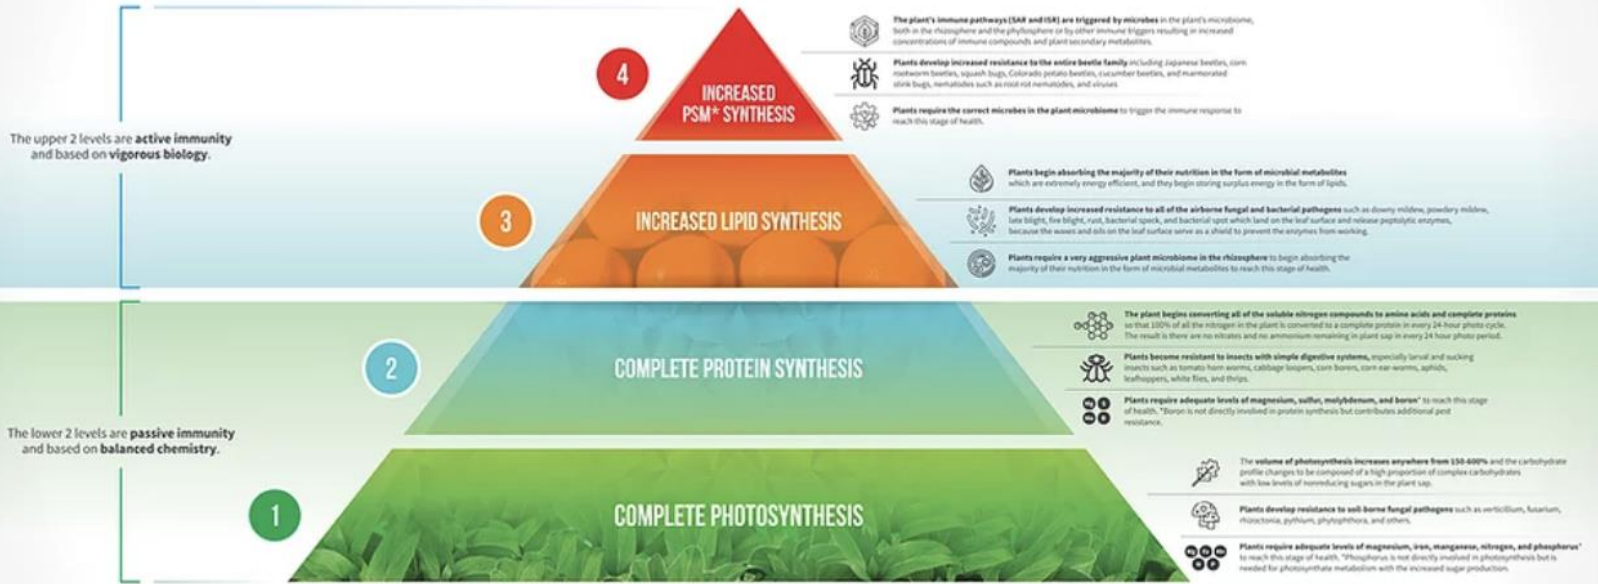 The upper 2 levels are active immunity
and based on vigorous biology.
4
INCREASED
PSM* SYNTHESIS
The plant's immune pathways (SAR and ISR) are triggered by microbes in the plant's microbiome,
both in the rhizosphere and the phyllosphere or by other immune triggers resulting in increased
concentrations of immune compounds and plant secondary metabolites.
Plants develop increased resistance to the entire beetle family including Japanese beetles, corn
rootworm beetles, squash bugs, Colorado potato beetles, cucumber beetles, and marmorated
stink bugs, nematodes such as root rot nematodes, and viruses
Plants require the correct microbes in the plant microbiome to trigger the immune response to
reach this stage of health.
3
INCREASED LIPID SYNTHESIS
Plants begin absorbing the majority of their nutrition in the form of microbial metabolites
which are extremely energy efficient, and they begin storing surplus energy in the form of lipids.
Plants develop increased resistance to all of the airborne fungal and bacterial pathogens such as downy mildew, powdery mildew,
late blight, fire blight, rust, bacterial speck, and bacterial spot which land on the leaf surface and release peptolytic enzymes,
because the waxes and oils on the leaf surface serve as a shield to prevent the enzymes from working.
Plants require a very aggressive plant microbiome in the rhizosphere to begin absorbing the
majority of their nutrition in the form of microbial metabolites to reach this stage of health.
The lower 2 levels are passive immunity
and based on balanced chemistry.
2
COMPLETE PROTEIN SYNTHESIS
The plant begins converting all of the soluble nitrogen compounds to amino acids and complete proteins
so that 100% of all the nitrogen in the plant is converted to a complete protein in every 24-hour photo cycle.
The result is there are no nitrates and no ammonium remaining in plant sap in every 24 hour photo period.
Plants become resistant to insects with simple digestive systems, especially larval and sucking
insects such as tomato horn worms, cabbage loopers, corn borers, corn ear-worms, aphids,
leafhoppers, white flies, and thrips.
Plants require adequate levels of magnesium, sulfur, molybdenum, and boron* to reach this stage
of health. *Boron is not directly involved in protein synthesis but contributes additional pest
resistance.
1
COMPLETE PHOTOSYNTHESIS
The volume of photosynthesis increases anywhere from 150-600% and the carbohydrate
profile changes to be composed of a high proportion of complex carbohydrates
with low levels of nonreducing sugars in the plant sap.
Plants develop resistance to soil-borne fungal pathogens such as verticillium, fusarium,
rhizoctonia, pythium, phytophthora, and others.
Plants require adequate levels of magnesium, iron, manganese, nitrogen, and phosphorus*
to reach this stage of health. *Phosphorus is not directly involved in photosynthesis but is
needed for photosynthate metabolism with the increased sugar production.